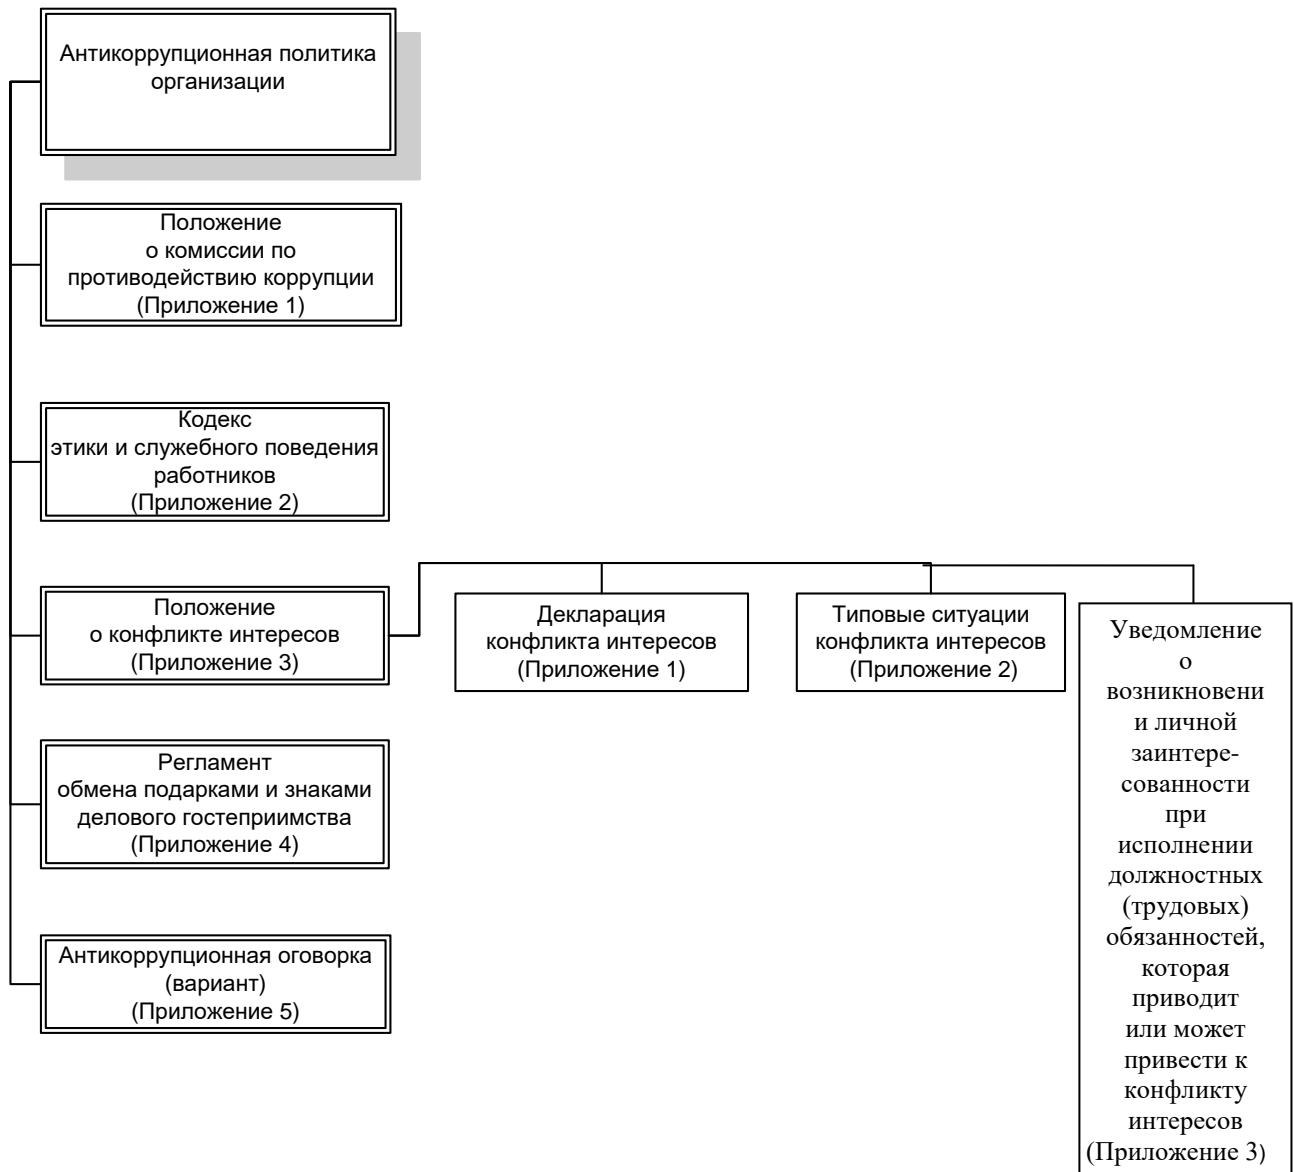 Антикоррупционная политика
организации
Положение
о комиссии по
противодействию коррупции
(Приложение 1)
Кодекс
этики и служебного поведения
работников
(Приложение 2)
Положение
о конфликте интересов
(Приложение 3)
Декларация
конфликта интересов
(Приложение 1)
Типовые ситуации
конфликта интересов
(Приложение 2)
Уведомление
о
возникновени
и личной
заинтере-
сованности
при
исполнении
должностных
(трудовых)
обязанностей,
которая
приводит
или может
привести к
конфликту
интересов
(Приложение 3)
Регламент
обмена подарками и знаками
делового гостеприимства
(Приложение 4)
Антикоррупционная оговорка
(вариант)
(Приложение 5)